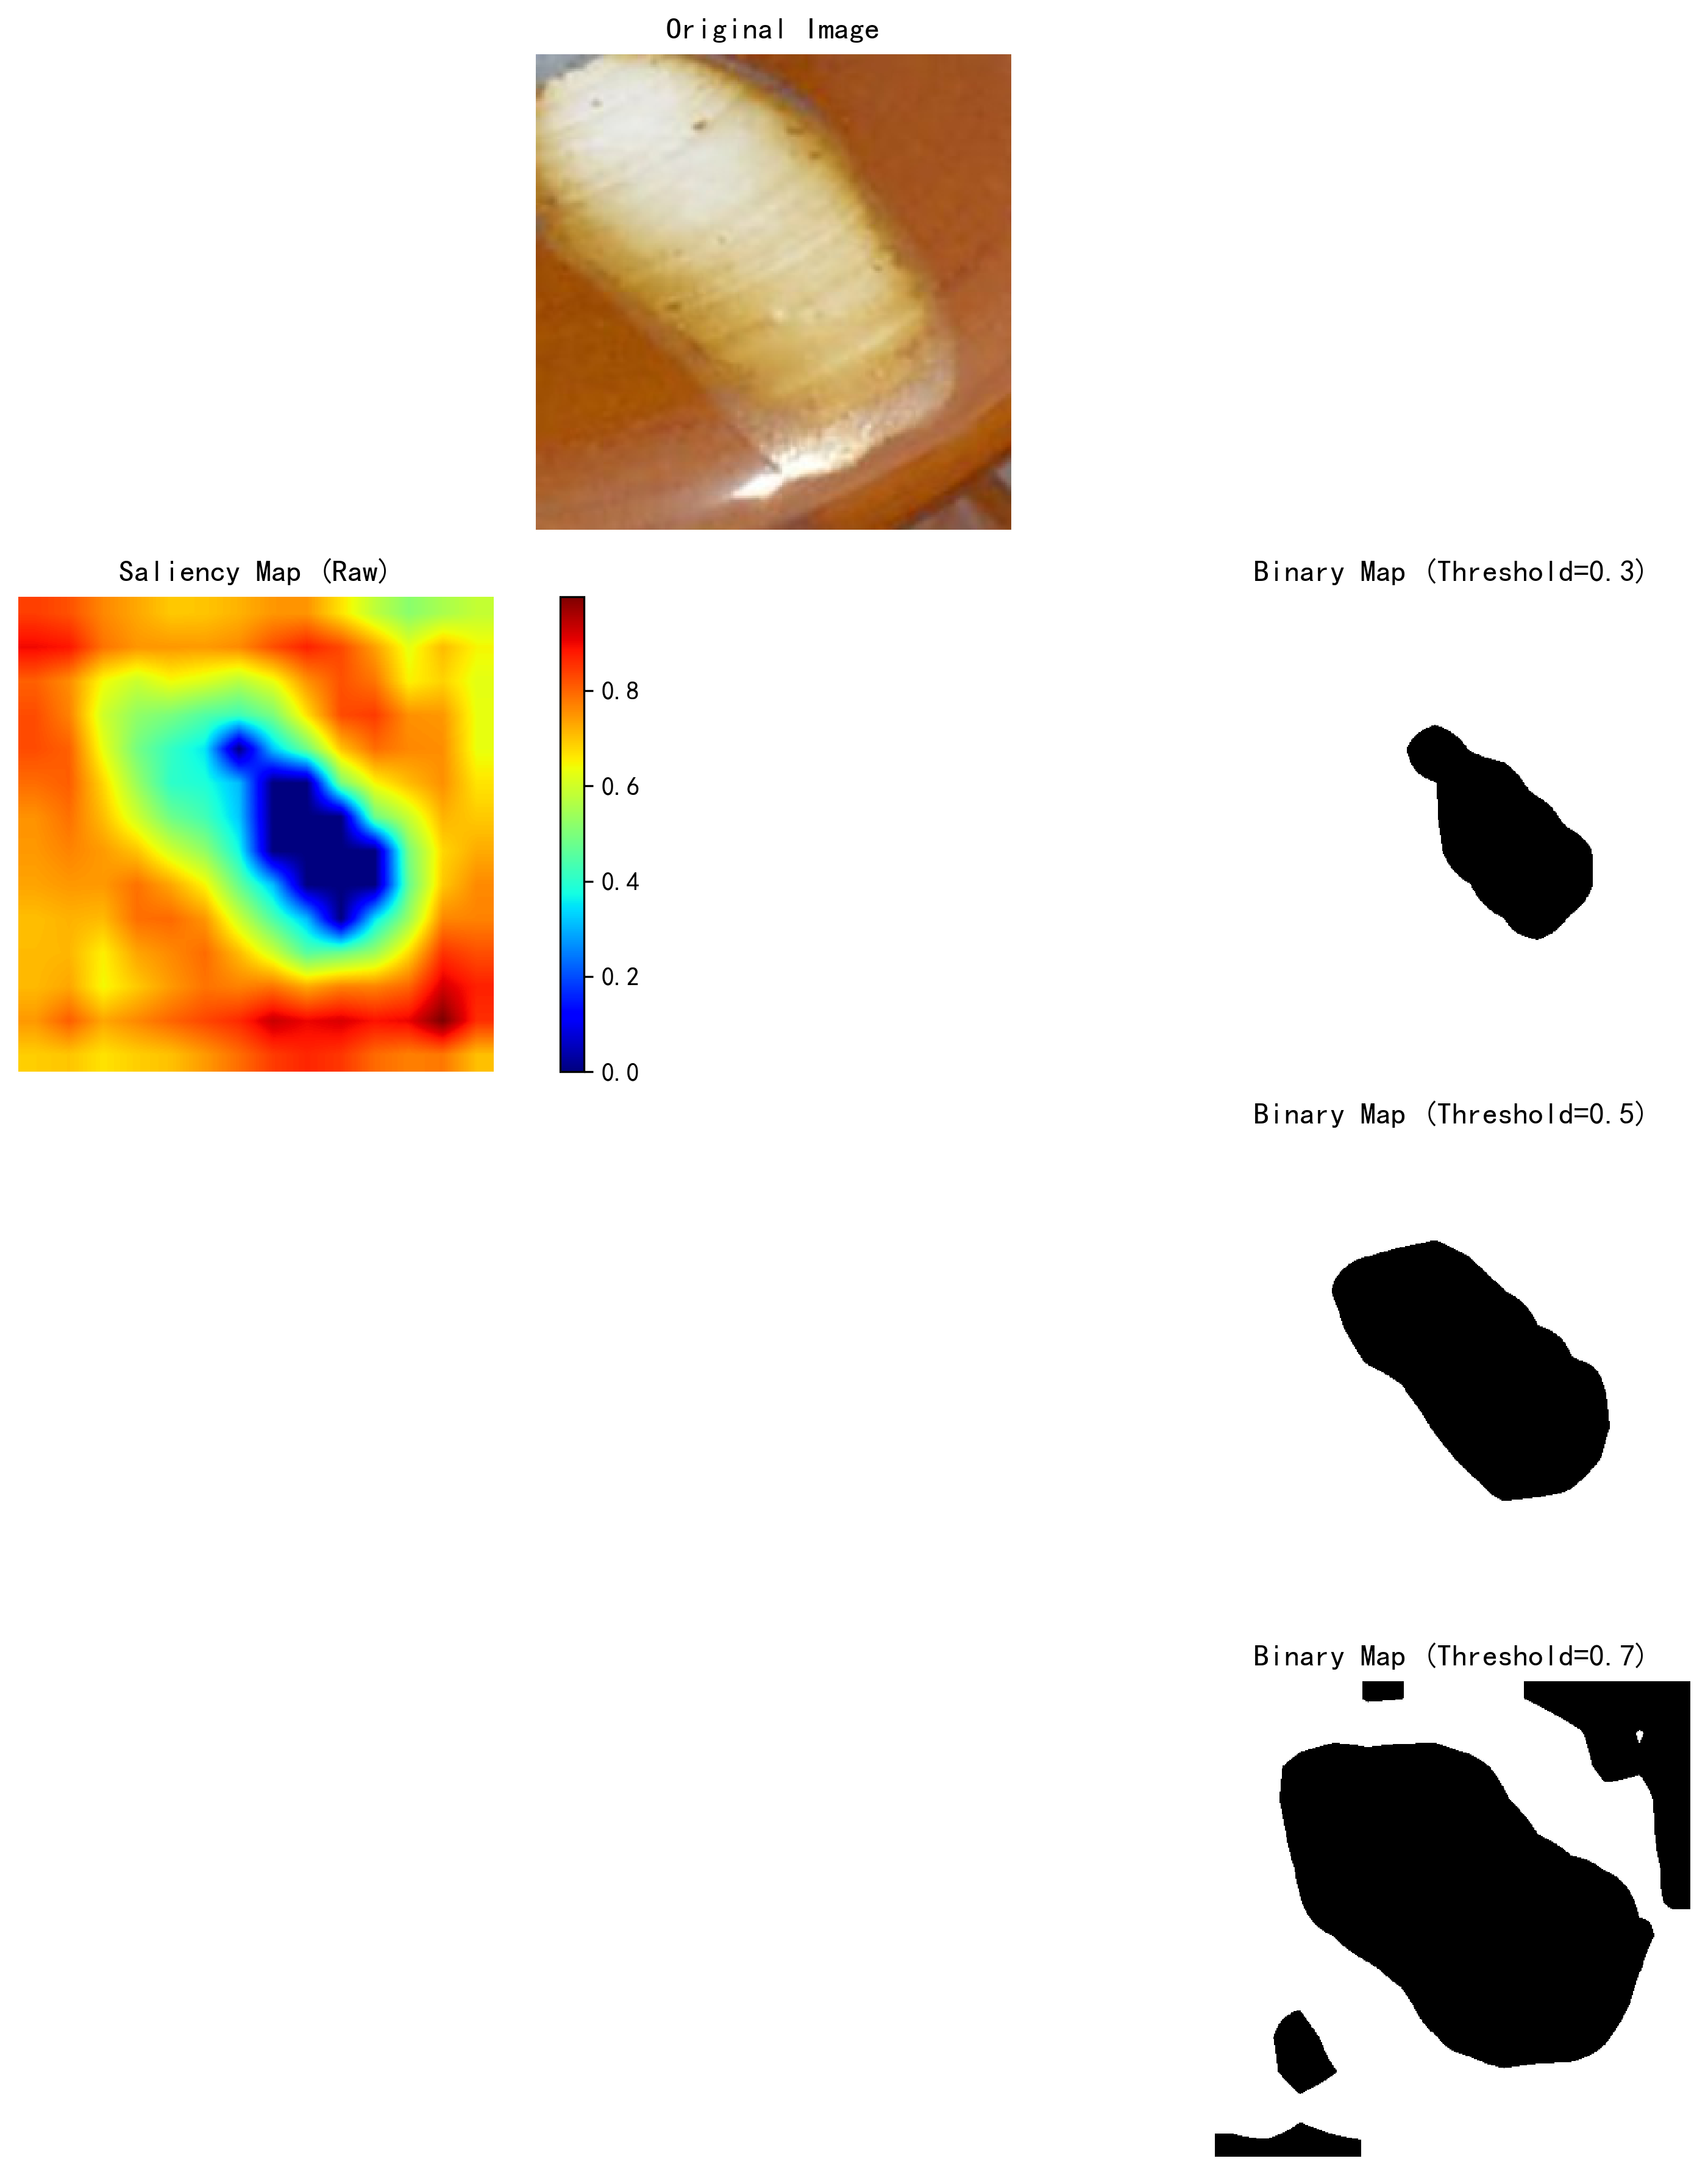 Original Image
Saliency Map (Raw)
Binary Map (Threshold=0.3)
0.8
0.6
0.4
0.2
0.0
Binary Map (Threshold=0.5)
Binary Map (Threshold=0.7)